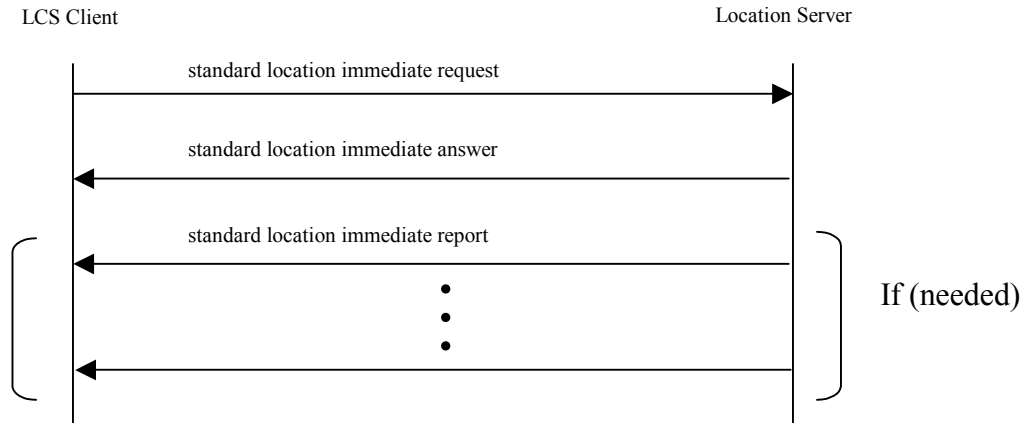 LCS Client
Location Server
standard location immediate request
standard location immediate answer
standard location immediate report
If (needed)